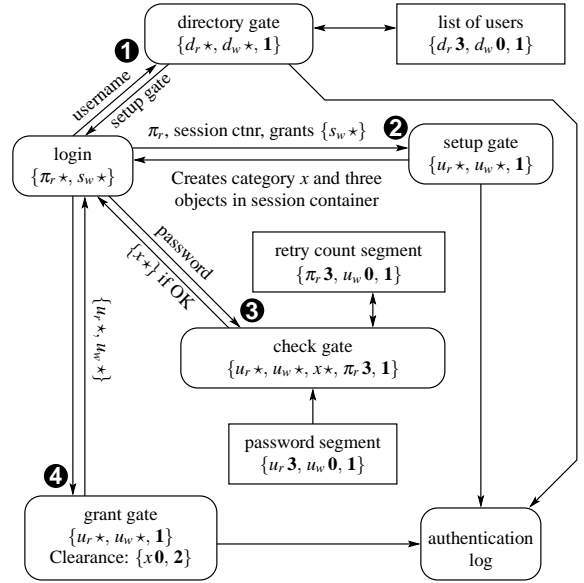 directory gate
{d_r ⋆, d_w ⋆, 1}
list of users
{d_r 3, d_w 0, 1}
1
username
setup gate
login
{π_r ⋆, s_w ⋆}
π_r, session ctnr, grants {s_w ⋆}
2
Creates category x and three
objects in session container
setup gate
{u_r ⋆, u_w ⋆, 1}
password
{x⋆} if OK
retry count segment
{π_r 3, u_w 0, 1}
3
check gate
{u_r ⋆, u_w ⋆, x⋆, π_r 3, 1}
{u_r ⋆, u_w ⋆}
password segment
{u_r 3, u_w 0, 1}
4
grant gate
{u_r ⋆, u_w ⋆, 1}
Clearance: {x 0, 2}
authentication
log